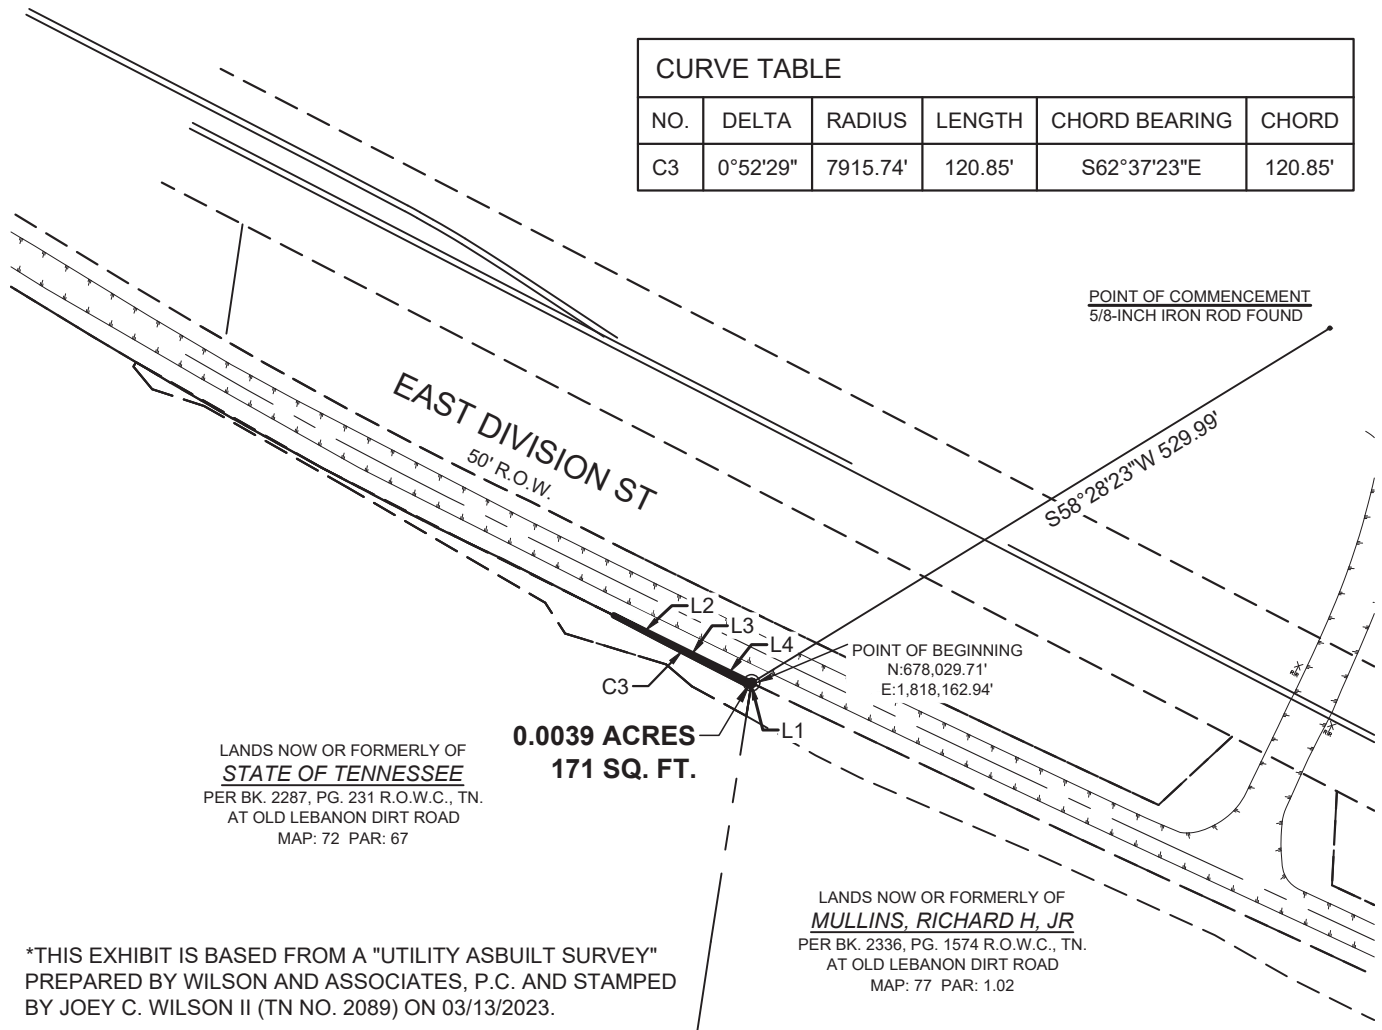 CURVE TABLE
NO. DELTA RADIUS LENGTH CHORD BEARING CHORD
C3 0°52'29" 7915.74' 120.85' S62°37'23"E 120.85'
POINT OF COMMENCEMENT
5/8-INCH IRON ROD FOUND
S58°28'23"W 529.99'
EAST DIVISION ST
50' R.O.W.
L2
L3
L4
C3
L1
POINT OF BEGINNING
N:678,029.71'
E:1,818,162.94'
0.0039 ACRES
171 SQ. FT.
LANDS NOW OR FORMERLY OF
STATE OF TENNESSEE
PER BK. 2287, PG. 231 R.O.W.C., TN.
AT OLD LEBANON DIRT ROAD
MAP: 72 PAR: 67
LANDS NOW OR FORMERLY OF
MULLINS, RICHARD H, JR
PER BK. 2336, PG. 1574 R.O.W.C., TN.
AT OLD LEBANON DIRT ROAD
MAP: 77 PAR: 1.02
*THIS EXHIBIT IS BASED FROM A "UTILITY ASBUILT SURVEY"
PREPARED BY WILSON AND ASSOCIATES, P.C. AND STAMPED
BY JOEY C. WILSON II (TN NO. 2089) ON 03/13/2023.